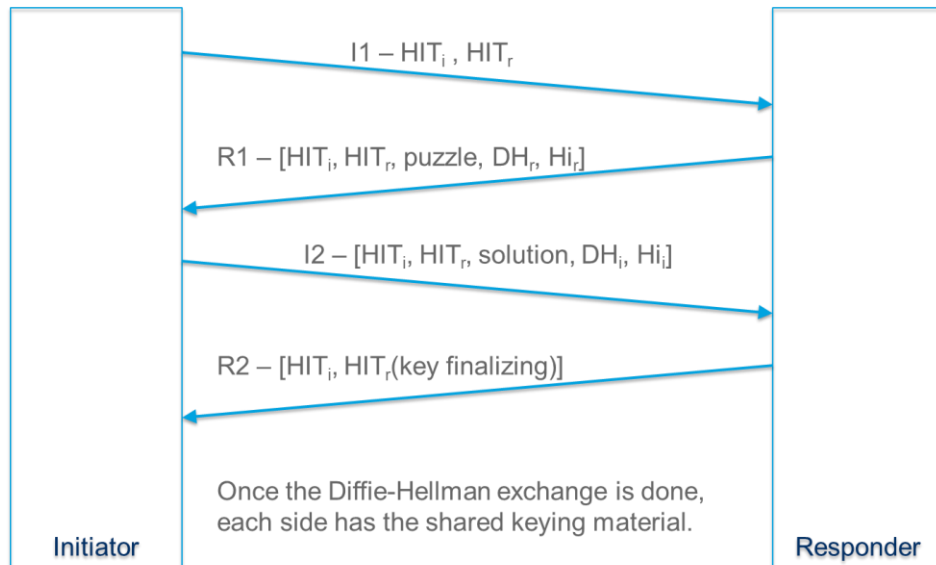 I1 – HITᵢ , HITᵣ
R1 – [HITᵢ, HITᵣ, puzzle, DHᵣ, Hiᵣ]
I2 – [HITᵢ, HITᵣ, solution, DHᵢ, Hiᵢ]
R2 – [HITᵢ, HITᵣ(key finalizing)]
Once the Diffie-Hellman exchange is done,
each side has the shared keying material.
Initiator
Responder